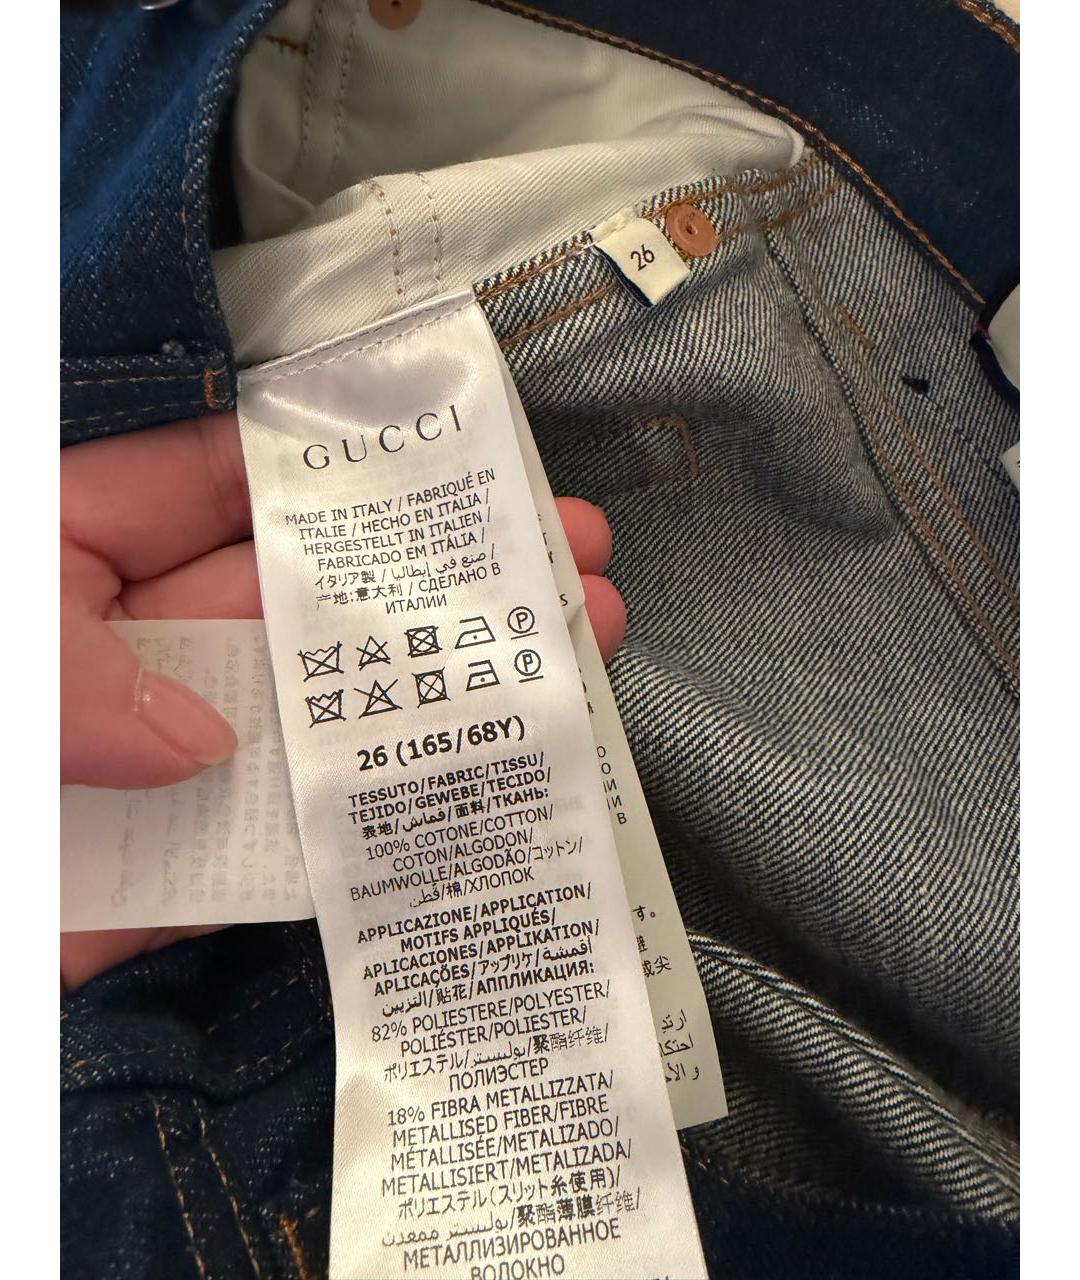 26
GUCCI
MADE IN ITALY / FABRIQUÉ EN
ITALIE / HECHO EN ITALIA /
HERGESTELLT IN ITALIEN /
FABRICADO EM ITÁLIA /
イタリア製 / صنع في إيطاليا /
产地:意大利 / СДЕЛАНО В
ИТАЛИИ
P
P
26 (165/68Y)
TESSUTO/FABRIC/TISSU/
TEJIDO/GEWEBE/TECIDO/
表地/قماش/面料/ТКАНЬ:
100% COTONE/COTTON/
COTON/ALGODON/
BAUMWOLLE/ALGODÃO/コットン/
قطن/棉/ХЛОПОК
APPLICAZIONE/APPLICATION/
MOTIFS APPLIQUÉS/
APLICACIONES/APPLIKATION/
APLICAÇÕES/アップリケ/أقمشة
التزيين/貼花/АППЛИКАЦИЯ:
82% POLIESTERE/POLYESTER/
POLIÉSTER/POLIESTER/
ポリエステル/بوليستر/聚酯纤维/
ПОЛИЭСТЕР
18% FIBRA METALLIZZATA/
METALLISED FIBER/FIBRE
MÉTALLISÉE/METALIZADO/
METALLISIERT/METALIZADA/
ポリエステル(スリット糸使用)/
بوليستر ممعدن/聚酯薄膜纤维/
МЕТАЛЛИЗИРОВАННОЕ
ВОЛОКНО